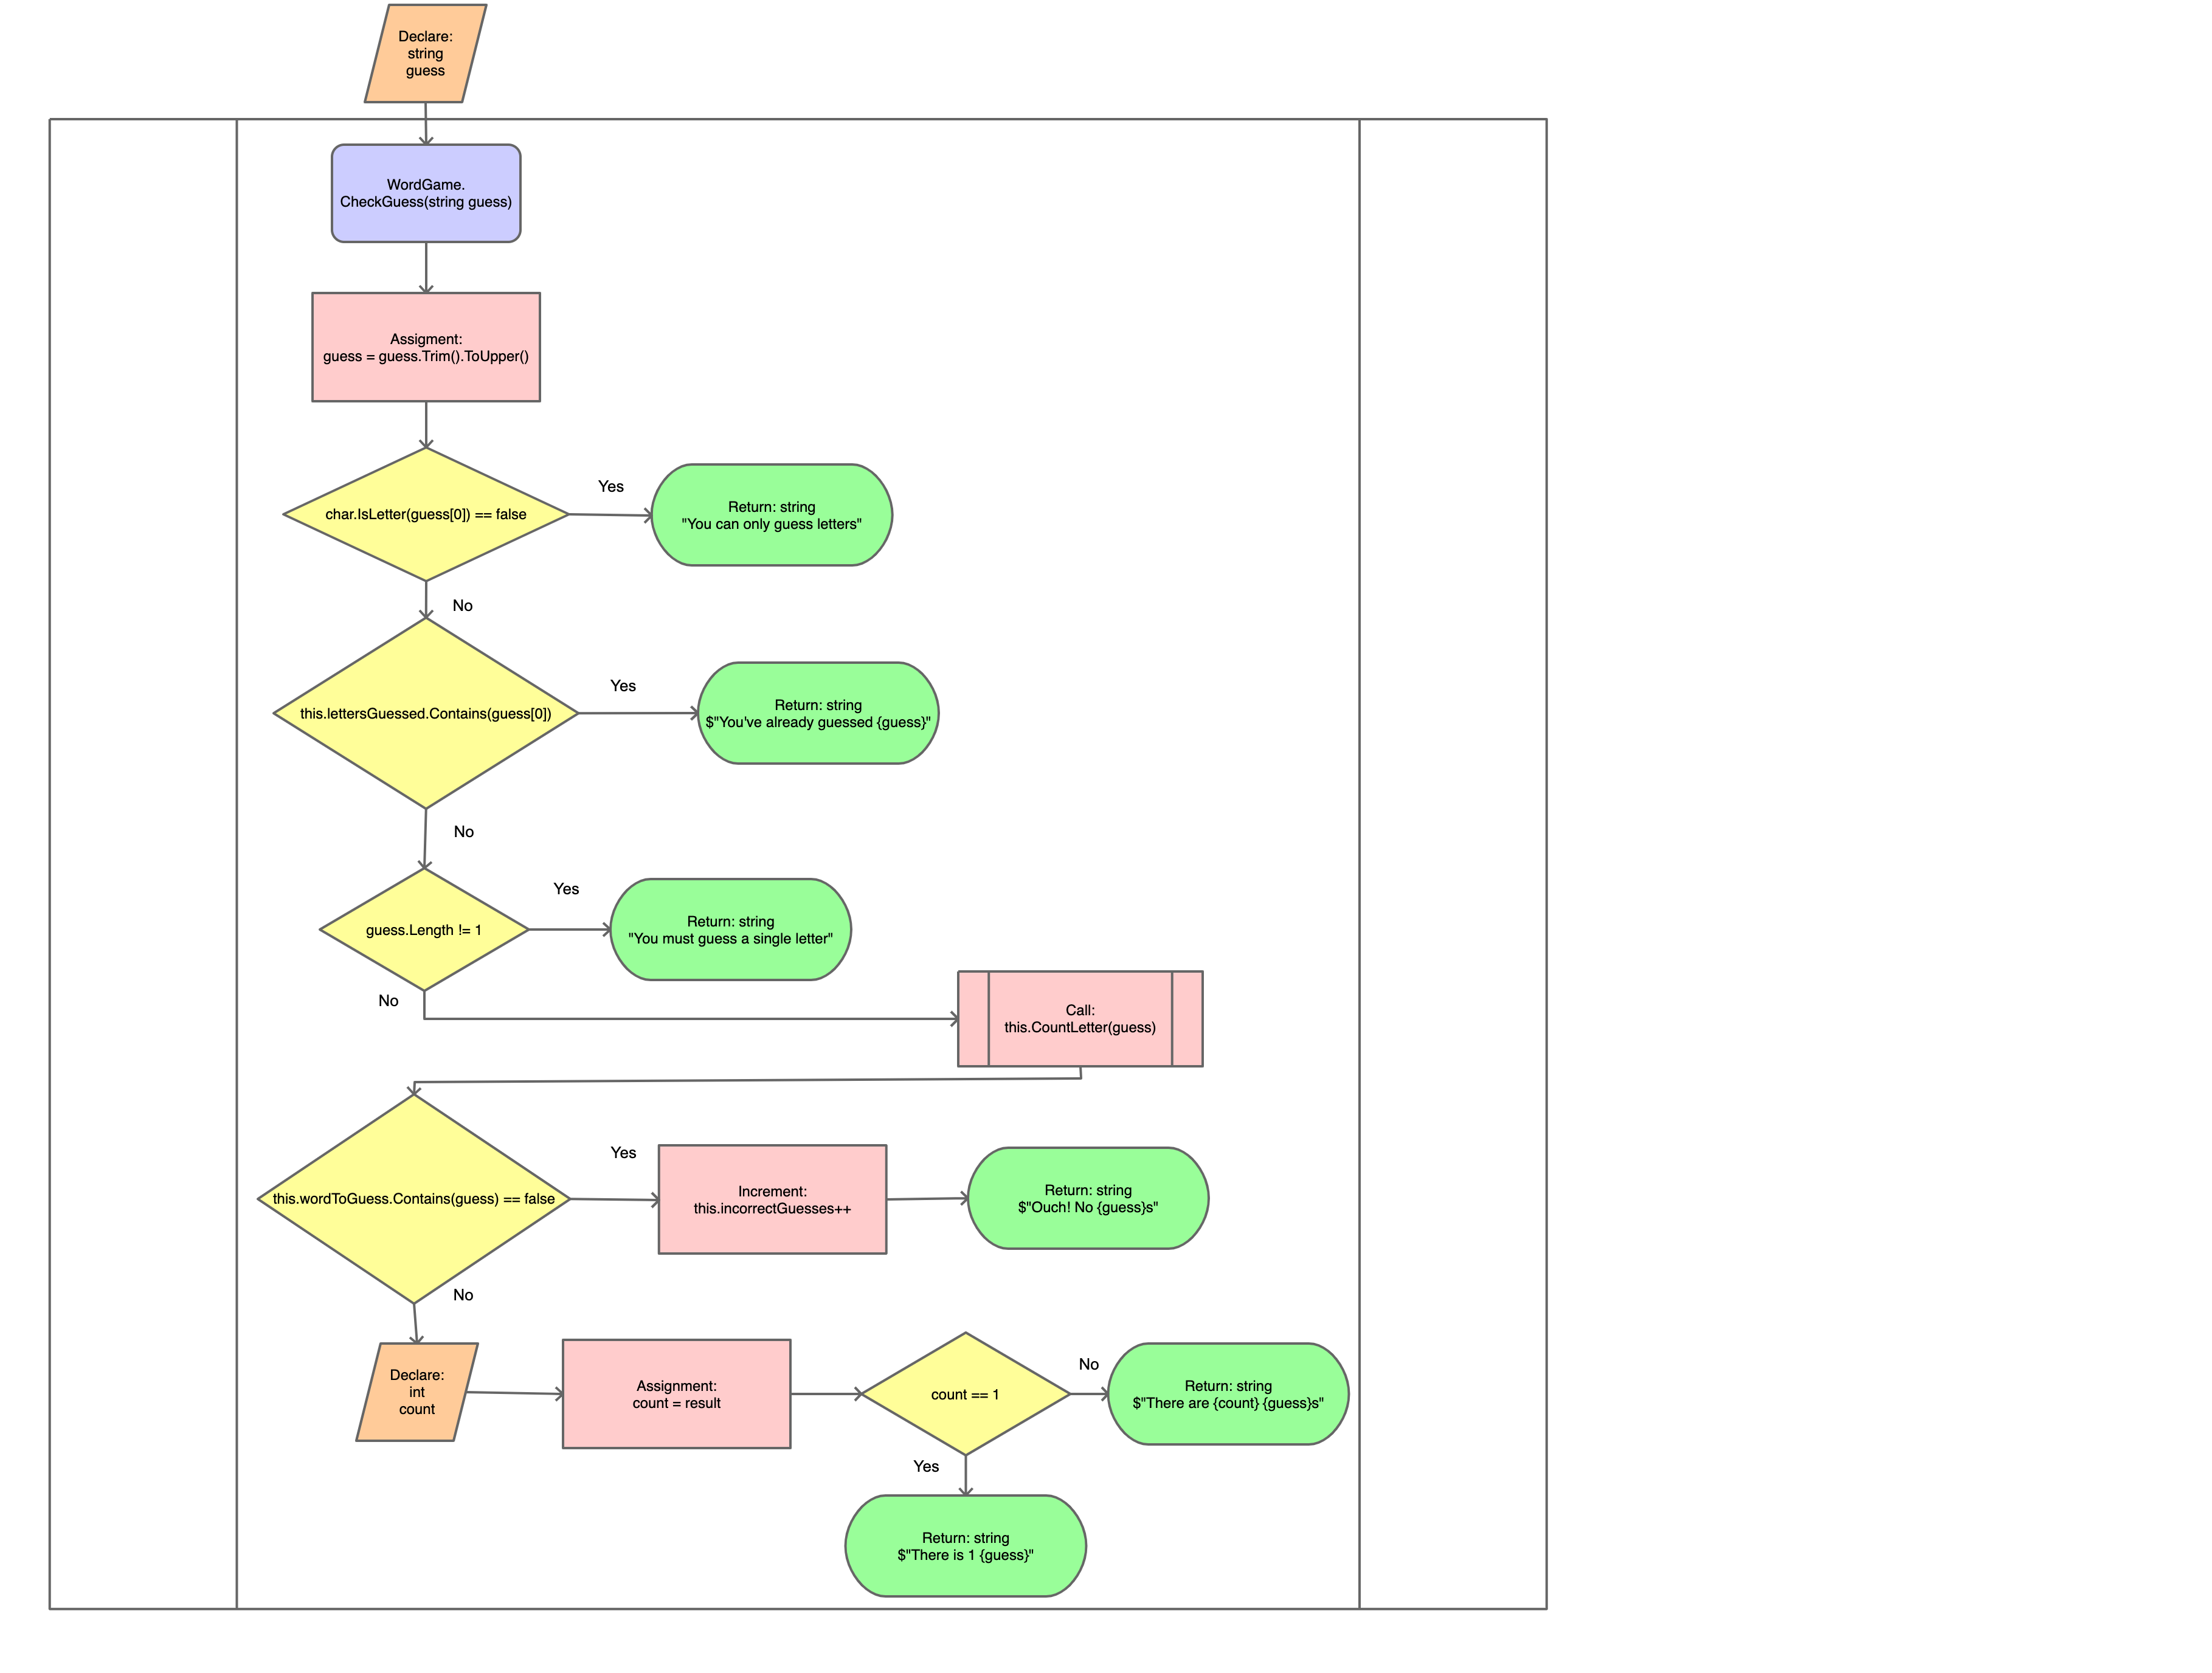 Declare:
string
guess
WordGame.
CheckGuess(string guess)
Assigment:
guess = guess.Trim().ToUpper()
char.IsLetter(guess[0]) == false
Yes
Return: string
"You can only guess letters"
No
this.lettersGuessed.Contains(guess[0])
Yes
Return: string
$"You've already guessed {guess}"
No
guess.Length != 1
Yes
Return: string
"You must guess a single letter"
No
Call:
this.CountLetter(guess)
this.wordToGuess.Contains(guess) == false
Yes
Increment:
this.incorrectGuesses++
Return: string
$"Ouch! No {guess}s"
No
Declare:
int
count
Assignment:
count = result
count == 1
No
Return: string
$"There are {count} {guess}s"
Yes
Return: string
$"There is 1 {guess}"